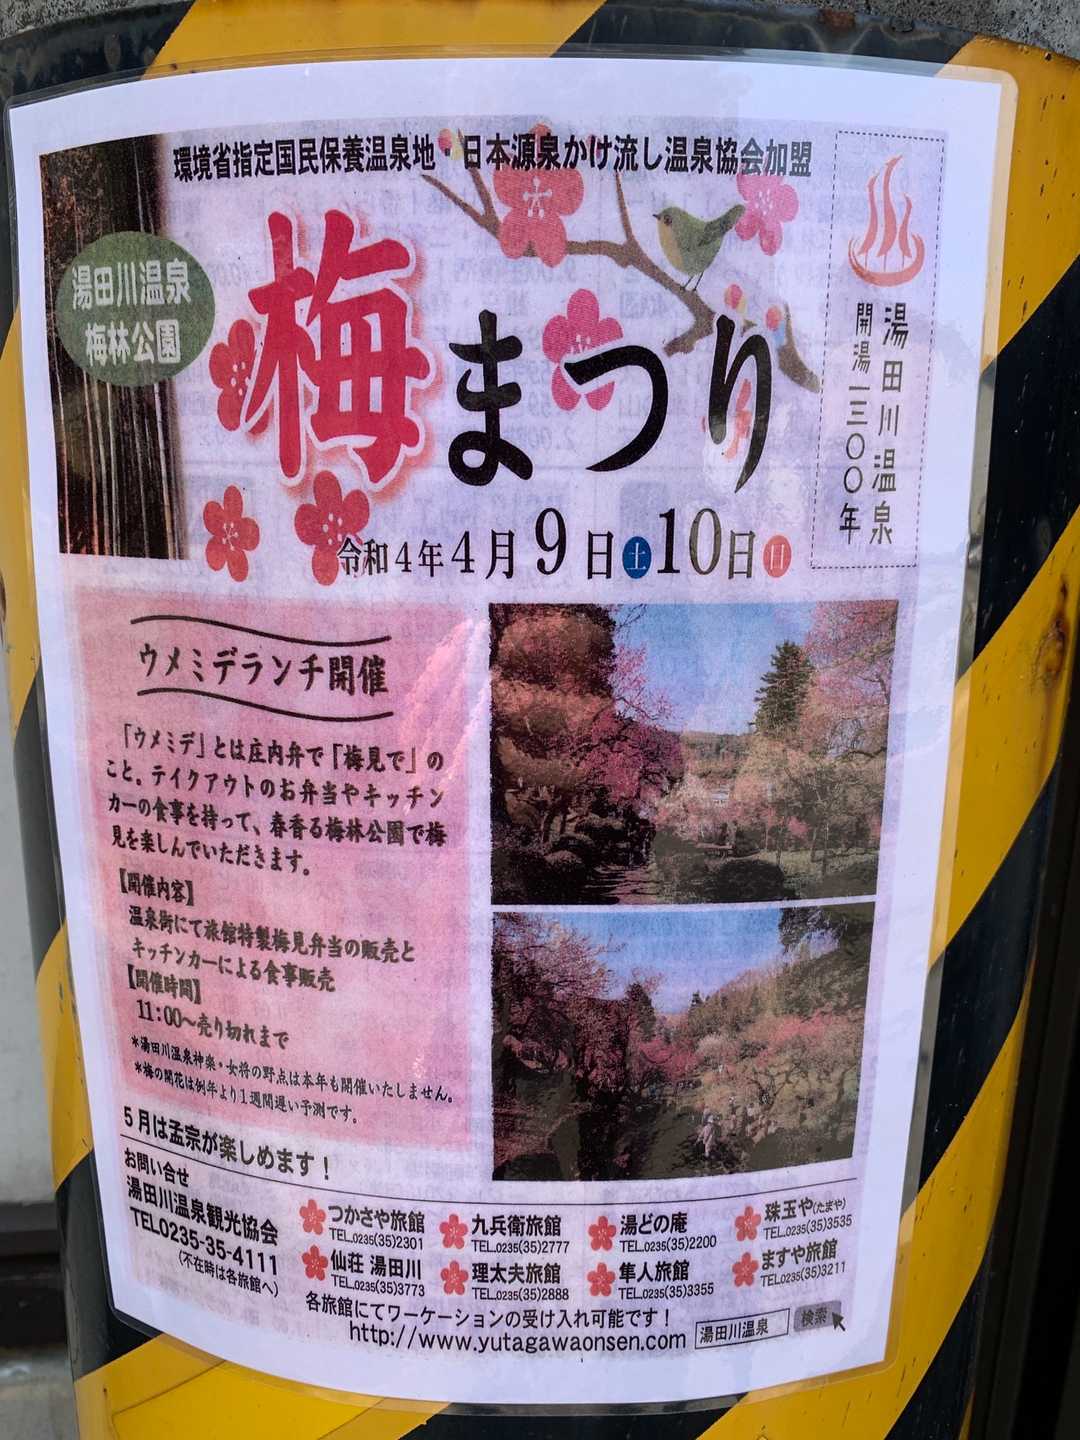 環境省指定国民保養温泉地・日本源泉かけ流し温泉協会加盟
湯田川温泉
梅林公園
梅まつり
湯田川温泉
開湯一三〇〇年
令和4年4月9日土10日日
ウメミデランチ開催
「ウメミデ」とは庄内弁で「梅見で」の
こと。テイクアウトのお弁当やキッチン
カーの食事を持って、春香る梅林公園で梅
見を楽しんでいただきます。
【開催内容】
温泉街にて旅館特製梅見弁当の販売と
キッチンカーによる食事販売
【開催時間】
11:00～売り切れまで
*湯田川温泉神楽・女将の野点は本年も開催いたしません。
*梅の開花は例年より1週間遅い予測です。
5月は孟宗が楽しめます！
お問い合せ
湯田川温泉観光協会
TEL0235-35-4111
(不在時は各旅館へ)
つかさや旅館
TEL.0235(35)2301
九兵衛旅館
TEL.0235(35)2777
湯どの庵
TEL.0235(35)2200
珠玉や(たまや)
TEL.0235(35)3535
仙荘 湯田川
TEL.0235(35)3773
理太夫旅館
TEL.0235(35)2888
隼人旅館
TEL.0235(35)3355
ますや旅館
TEL.0235(35)3211
各旅館にてワーケーションの受け入れ可能です！
http://www.yutagawaonsen.com
湯田川温泉 検索